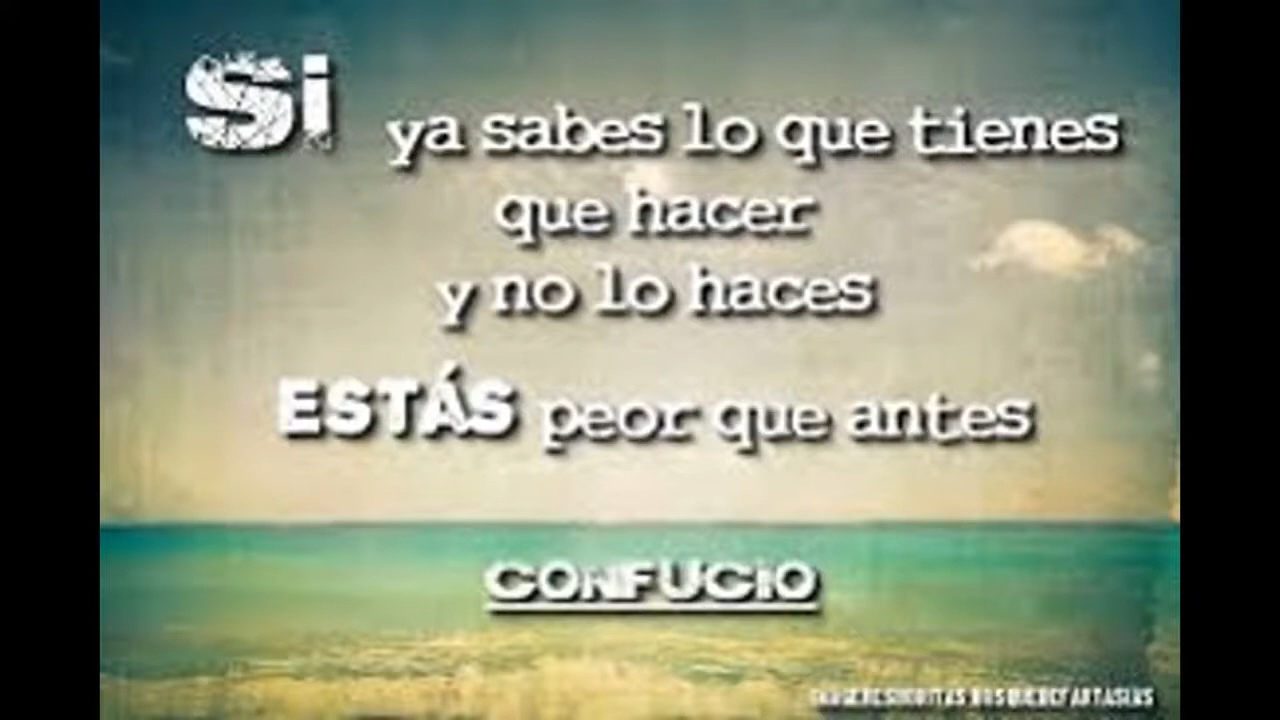 Si ya sabes lo que tienes
que hacer
y no lo haces
ESTÁS peor que antes
CONFUCIO